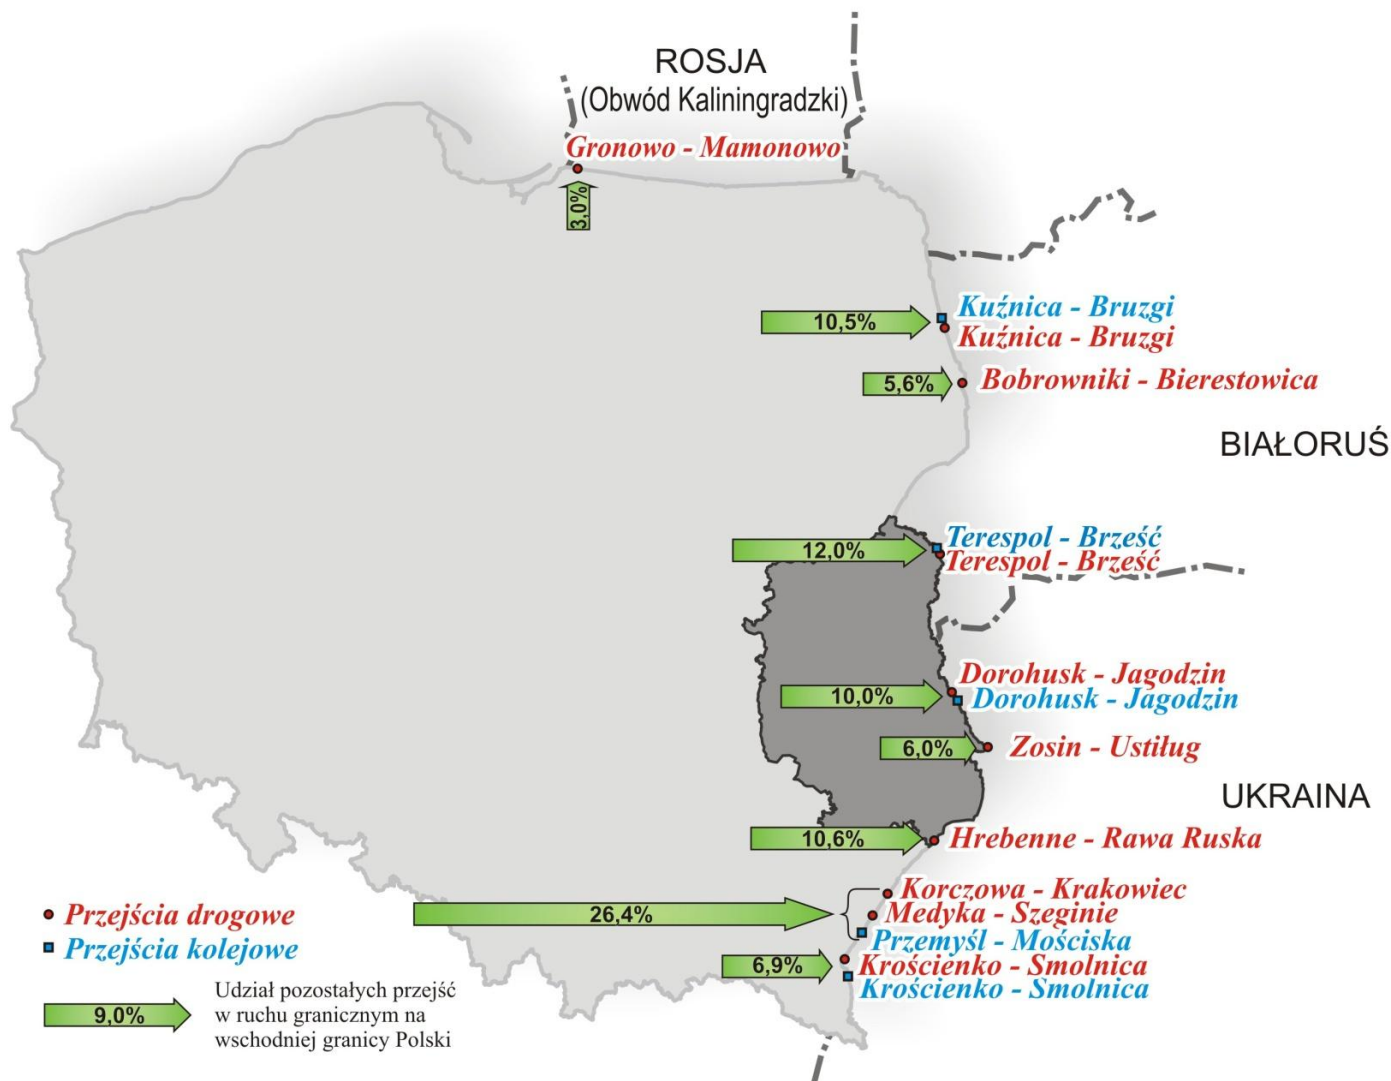 ROSJA
(Obwód Kaliningradzki)
Gronowo - Mamonowo
3,0%
Kuźnica - Bruzgi
10,5%
Kuźnica - Bruzgi
5,6%
Bobrowniki - Bierestowica
BIAŁORUŚ
Terespol - Brześć
12,0%
Terespol - Brześć
Dorohusk - Jagodzin
10,0%
Dorohusk - Jagodzin
6,0%
Zosin - Ustiług
UKRAINA
10,6%
Hrebenne - Rawa Ruska
Korczowa - Krakowiec
26,4%
Medyka - Szeginie
Przemyśl - Mościska
6,9%
Krościenko - Smolnica
Krościenko - Smolnica
Przejścia drogowe
Przejścia kolejowe
9,0%
Udział pozostałych przejść
w ruchu granicznym na
wschodniej granicy Polski